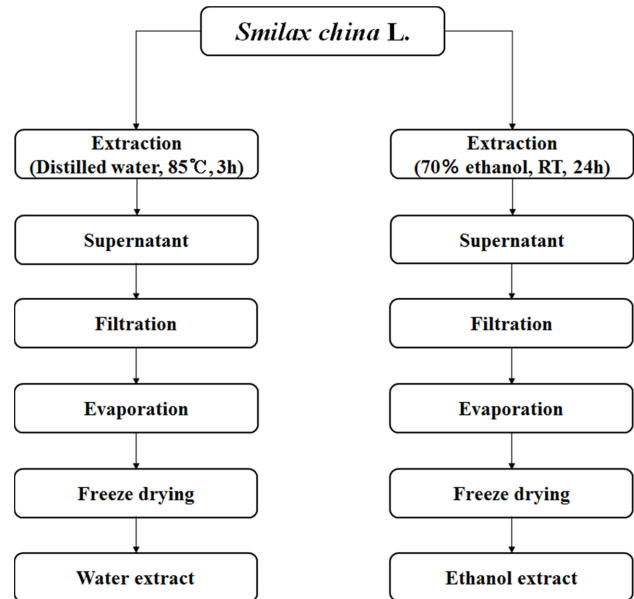 Smilax china L.
Extraction
(Distilled water, 85℃, 3h)
Supernatant
Filtration
Evaporation
Freeze drying
Water extract
Extraction
(70% ethanol, RT, 24h)
Supernatant
Filtration
Evaporation
Freeze drying
Ethanol extract